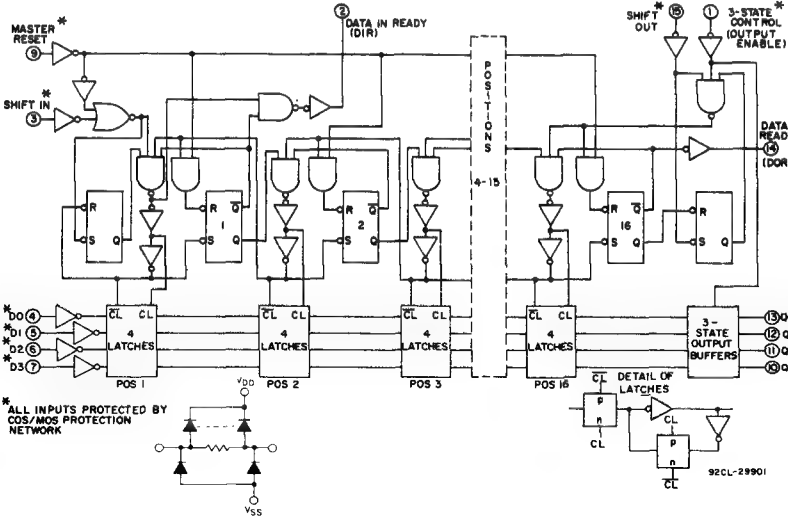 MASTER *
RESET
9
2
DATA IN READY
(DIR)
SHIFT *
OUT
15
1
3-STATE *
CONTROL
(OUTPUT
ENABLE)
SHIFT IN *
3
POSITIONS
4-15
DATA
READ
14
(DOR
R
S Q
R Q
1
S Q
R Q
2
S Q
R Q
16
S Q
R
S Q
*D0 4
*D1 5
*D2 6
*D3 7
CL CL
4
LATCHES
POS 1
CL CL
4
LATCHES
POS 2
CL CL
4
LATCHES
POS 3
CL CL
4
LATCHES
POS 16
3-
STATE
OUTPUT
BUFFERS
13 Q
12 Q
11 Q
10 Q
* ALL INPUTS PROTECTED BY
COS/MOS PROTECTION
NETWORK
VDD
VSS
DETAIL OF
LATCHES
CL
p
n
CL
CL
p
n
CL
92CL-29901